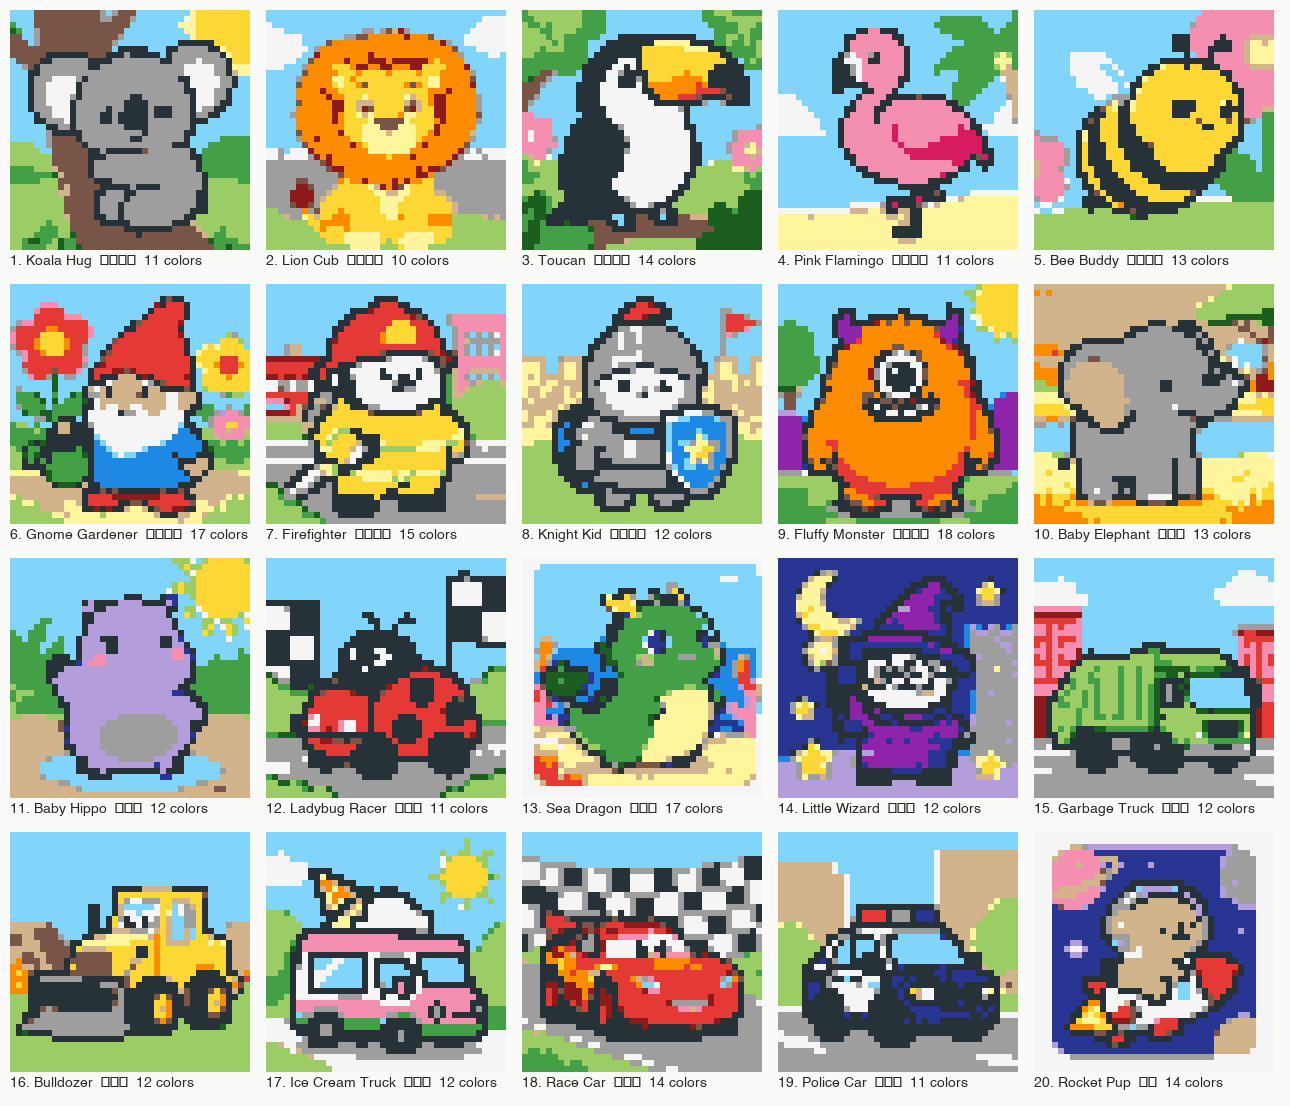 1. Koala Hug □□□□ 11 colors
2. Lion Cub □□□□ 10 colors
3. Toucan □□□□ 14 colors
4. Pink Flamingo □□□□ 11 colors
5. Bee Buddy □□□□ 13 colors
6. Gnome Gardener □□□□ 17 colors
7. Firefighter □□□□ 15 colors
8. Knight Kid □□□□ 12 colors
9. Fluffy Monster □□□□ 18 colors
10. Baby Elephant □□□ 13 colors
11. Baby Hippo □□□ 12 colors
12. Ladybug Racer □□□ 11 colors
13. Sea Dragon □□□ 17 colors
14. Little Wizard □□□ 12 colors
15. Garbage Truck □□□ 12 colors
16. Bulldozer □□□ 12 colors
17. Ice Cream Truck □□□ 12 colors
18. Race Car □□□ 14 colors
19. Police Car □□□ 11 colors
20. Rocket Pup □□ 14 colors